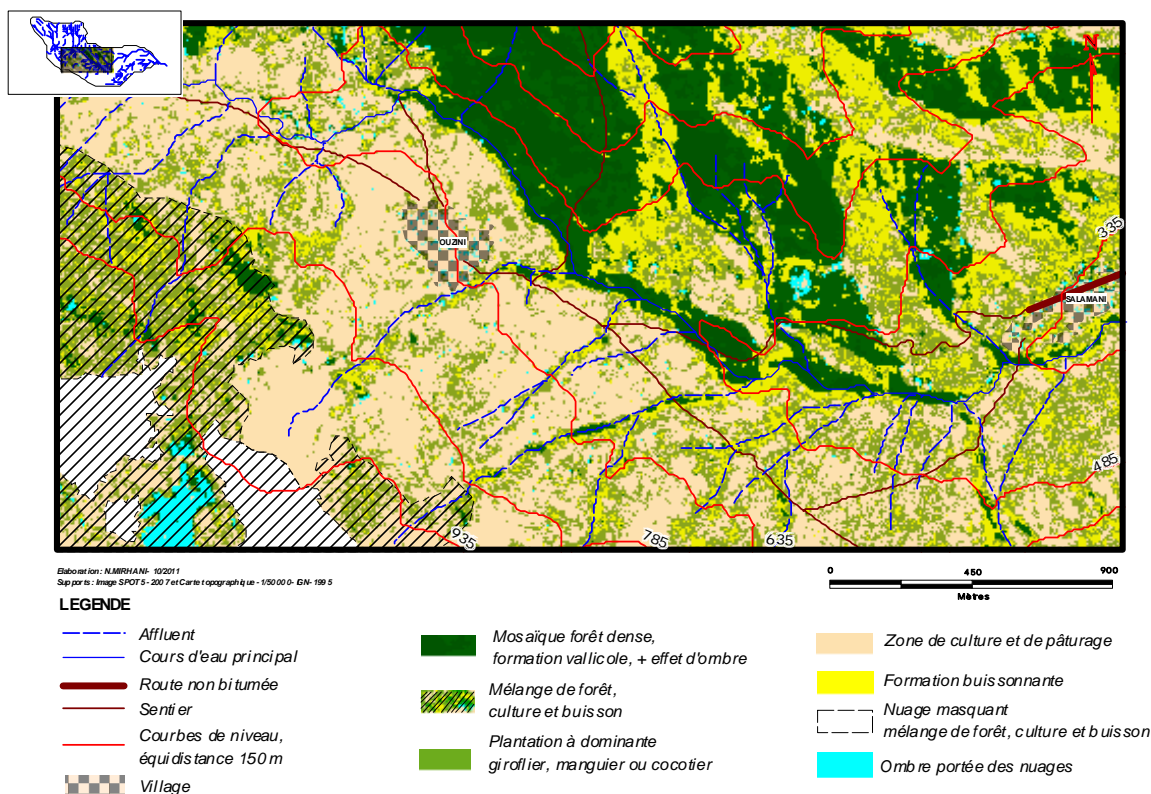 N
OUZINI
335
SALAMANI
485
935
785
635
Elaboration : N.MIRHANI- 10/2011
Supports : Image SPOT 5 - 2007 et Carte topographique - 1/50 000- IGN- 1995
0 450 900
Mètres
LEGENDE
Affluent
Cours d'eau principal
Route non bitumée
Sentier
Courbes de niveau,
équidistance 150 m
Village
Mosaïque forêt dense,
formation vallicole, + effet d'ombre
Mélange de forêt,
culture et buisson
Plantation à dominante
giroflier, manguier ou cocotier
Zone de culture et de pâturage
Formation buissonnante
Nuage masquant
mélange de forêt, culture et buisson
Ombre portée des nuages